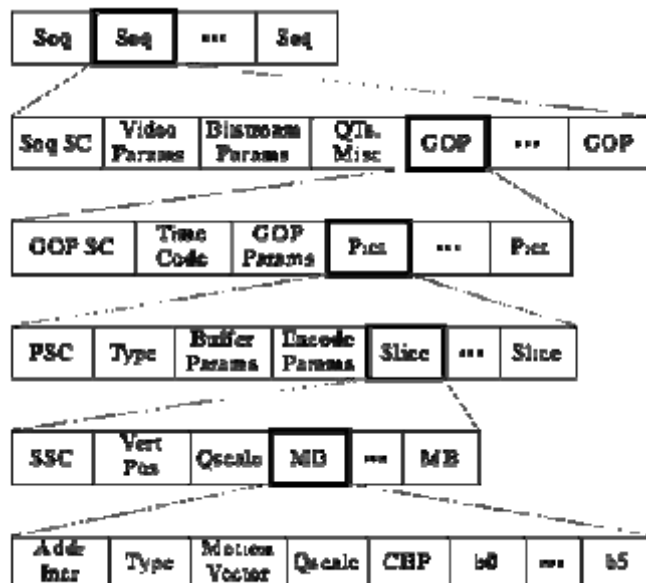 Seq Seq ... Seq
Seq SC Video Params Bitstream Params QTs, Misc GOP ... GOP
GOP SC Time Code GOP Params Pict ... Pict
PSC Type Buffer Params Encode Params Slice ... Slice
SSC Vert Pos Qscale MB ... MB
Addr Incr Type Motion Vector Qscale CBP b0 ... b5